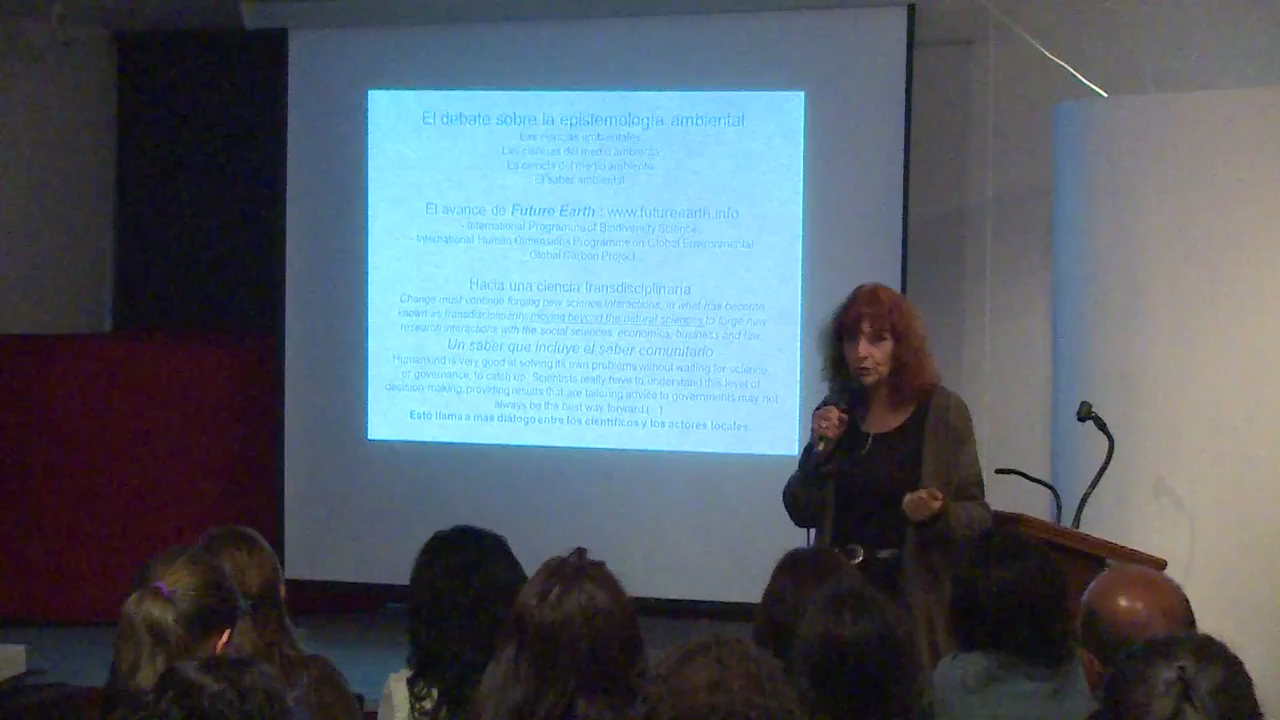 El debate sobre la epistemología ambiental
Las ciencias ambientales
Las ciencias del medio ambiente
La ciencia del medio ambiente
El saber ambiental
El avance de Future Earth : www.futureearth.info
- International Programme of Biodiversity Science
- International Human Dimensions Programme on Global Environmental
- Global Carbon Project
Hacia una ciencia transdisciplinaria
Change must continue forging new science interactions, in what has become
known as transdisciplinarity, moving beyond the natural sciences to forge new
research interactions with the social sciences, economics, business and law.
Un saber que incluye el saber comunitario
Humankind is very good at solving its own problems without waiting for science,
or governance, to catch up. Scientists really have to understand this level of
decision-making, providing results that are tailoring advice to governments may not
always be the best way forward.(...)
Esto llama a mas diálogo entre los científicos y los actores locales.